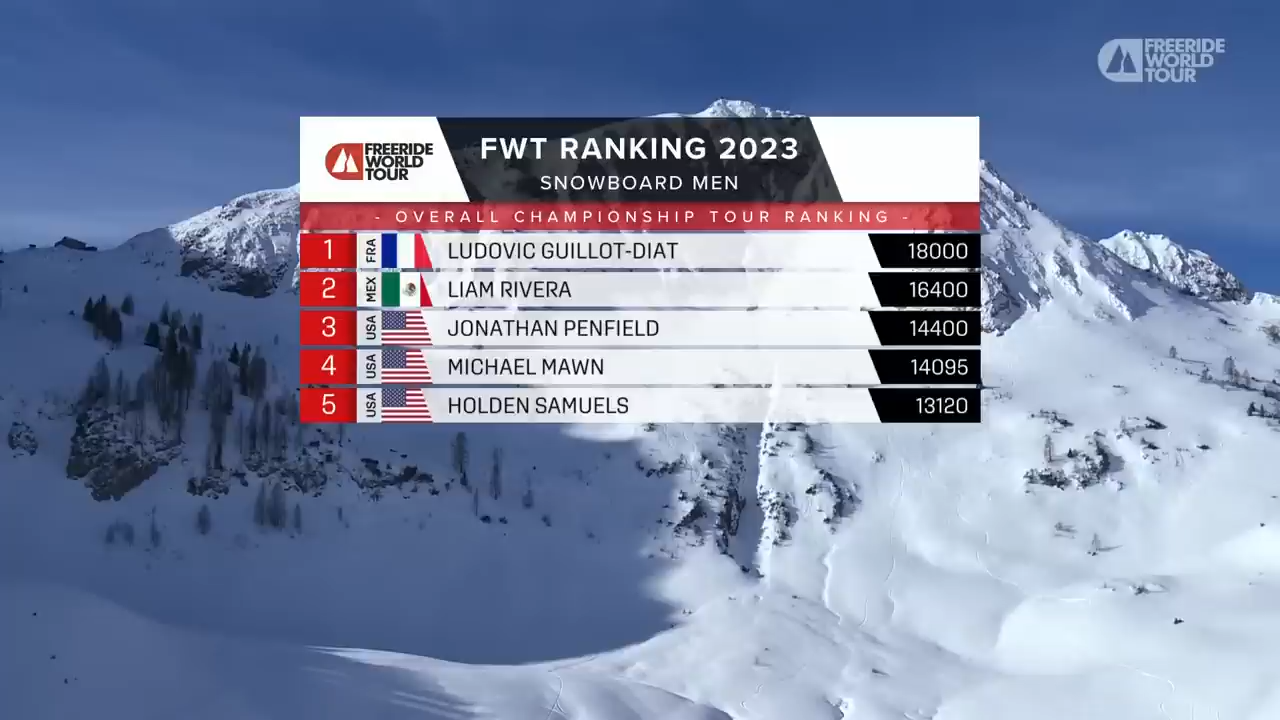 FREERIDE
WORLD
TOUR
FREERIDE
WORLD
TOUR
FWT RANKING 2023
SNOWBOARD MEN
- OVERALL CHAMPIONSHIP TOUR RANKING -
1 FRA LUDOVIC GUILLOT-DIAT 18000
2 MEX LIAM RIVERA 16400
3 USA JONATHAN PENFIELD 14400
4 USA MICHAEL MAWN 14095
5 USA HOLDEN SAMUELS 13120